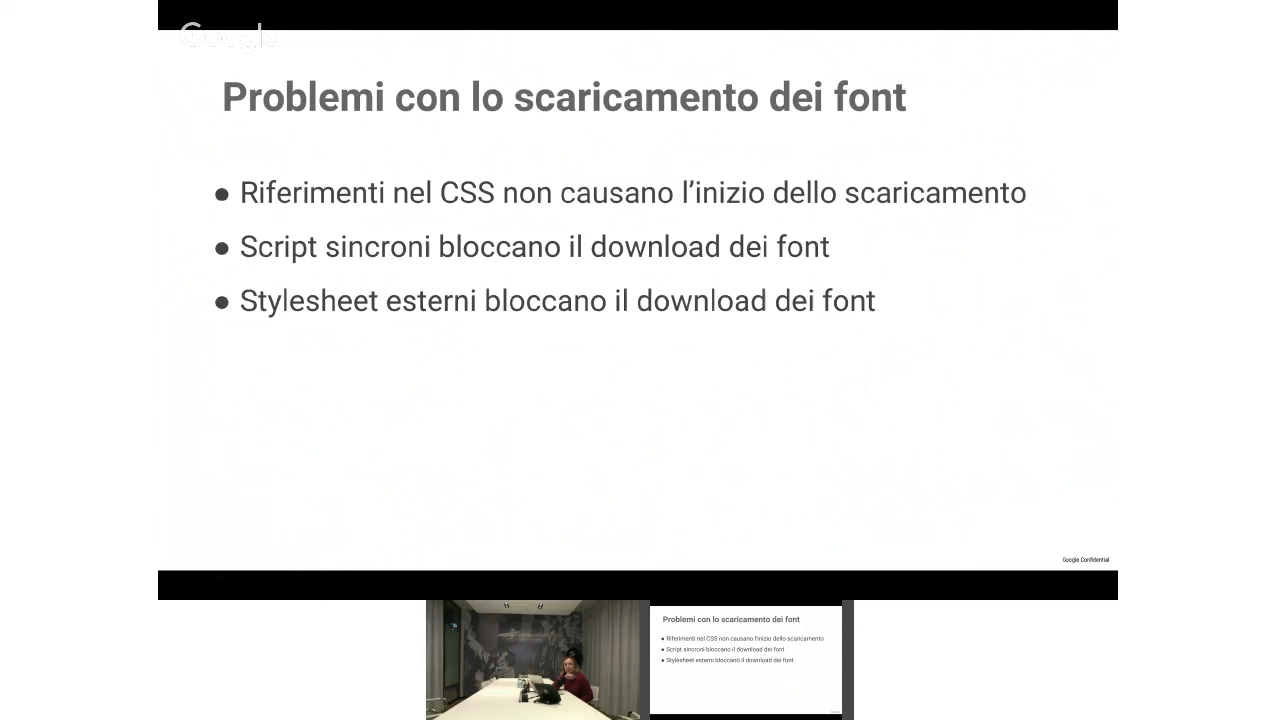 Google
Problemi con lo scaricamento dei font
● Riferimenti nel CSS non causano l’inizio dello scaricamento
● Script sincroni bloccano il download dei font
● Stylesheet esterni bloccano il download dei font
Google Confidential
Problemi con lo scaricamento dei font
● Riferimenti nel CSS non causano l’inizio dello scaricamento
● Script sincroni bloccano il download dei font
● Stylesheet esterni bloccano il download dei font